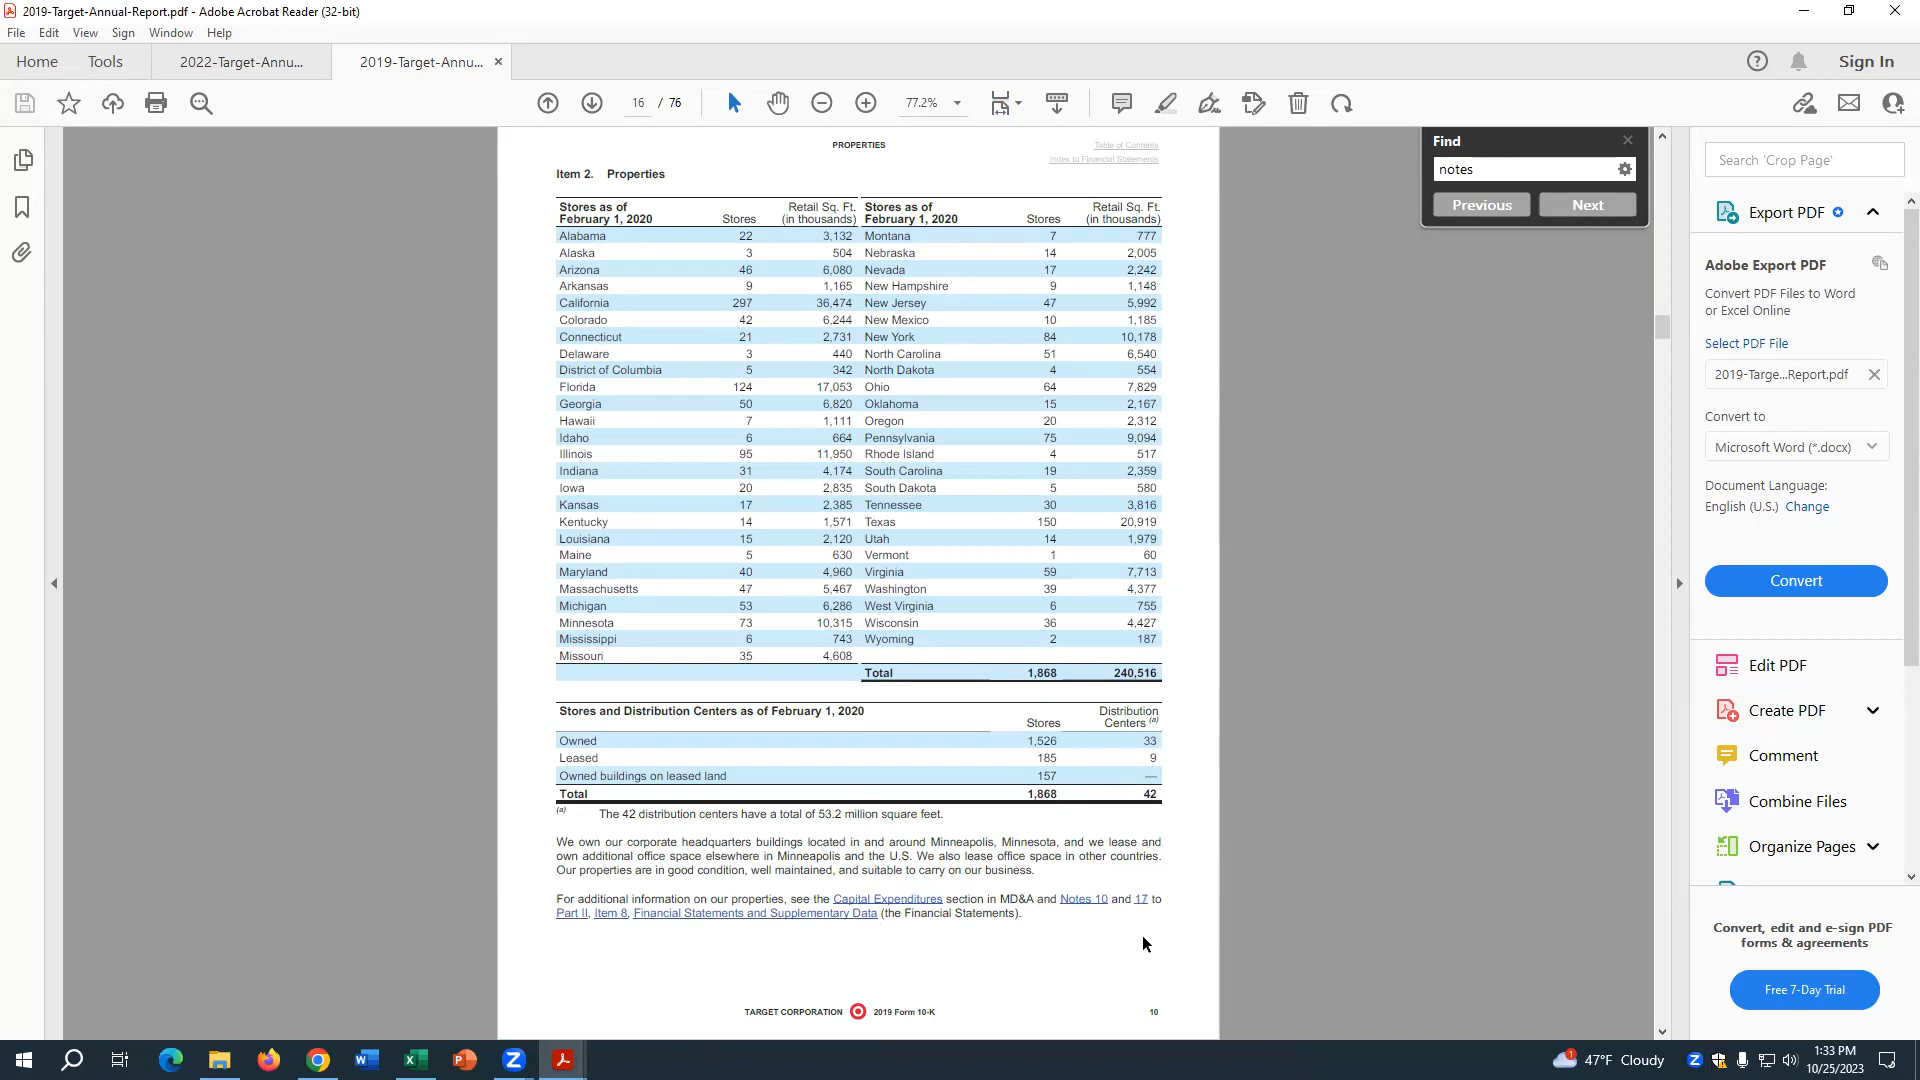 2019-Target-Annual-Report.pdf - Adobe Acrobat Reader (32-bit)
File Edit View Sign Window Help
Home Tools 2022-Target-Annu... 2019-Target-Annu... × Sign In
16 / 76 77.2%
PROPERTIES
Table of Contents
Index to Financial Statements
Item 2. Properties
Stores as of February 1, 2020 Stores Retail Sq. Ft. (in thousands) Stores as of February 1, 2020 Stores Retail Sq. Ft. (in thousands)
Alabama 22 3,132 Montana 7 777
Alaska 3 504 Nebraska 14 2,005
Arizona 46 6,080 Nevada 17 2,242
Arkansas 9 1,165 New Hampshire 9 1,148
California 297 36,474 New Jersey 47 5,992
Colorado 42 6,244 New Mexico 10 1,185
Connecticut 21 2,731 New York 84 10,178
Delaware 3 440 North Carolina 51 6,540
District of Columbia 5 342 North Dakota 4 554
Florida 124 17,053 Ohio 64 7,829
Georgia 50 6,820 Oklahoma 15 2,167
Hawaii 7 1,111 Oregon 20 2,312
Idaho 6 664 Pennsylvania 75 9,094
Illinois 95 11,950 Rhode Island 4 517
Indiana 31 4,174 South Carolina 19 2,359
Iowa 20 2,835 South Dakota 5 580
Kansas 17 2,385 Tennessee 30 3,816
Kentucky 14 1,571 Texas 150 20,919
Louisiana 15 2,120 Utah 14 1,979
Maine 5 630 Vermont 1 60
Maryland 40 4,960 Virginia 59 7,713
Massachusetts 47 5,467 Washington 39 4,377
Michigan 53 6,286 West Virginia 6 755
Minnesota 73 10,315 Wisconsin 36 4,427
Mississippi 6 743 Wyoming 2 187
Missouri 35 4,608
Total 1,868 240,516
Stores and Distribution Centers as of February 1, 2020 Stores Distribution Centers (a)
Owned 1,526 33
Leased 185 9
Owned buildings on leased land 157 —
Total 1,868 42
(a) The 42 distribution centers have a total of 53.2 million square feet.
We own our corporate headquarters buildings located in and around Minneapolis, Minnesota, and we lease and
own additional office space elsewhere in Minneapolis and the U.S. We also lease office space in other countries.
Our properties are in good condition, well maintained, and suitable to carry on our business.
For additional information on our properties, see the Capital Expenditures section in MD&A and Notes 10 and 17 to
Part II, Item 8, Financial Statements and Supplementary Data (the Financial Statements).
TARGET CORPORATION 2019 Form 10-K 10
Find
notes
Previous Next
Search 'Crop Page'
Export PDF
Adobe Export PDF
Convert PDF Files to Word
or Excel Online
Select PDF File
2019-Targe...Report.pdf
Convert to
Microsoft Word (*.docx)
Document Language:
English (U.S.) Change
Convert
Edit PDF
Create PDF
Comment
Combine Files
Organize Pages
Convert, edit and e-sign PDF
forms & agreements
Free 7-Day Trial
1 47°F Cloudy
1:33 PM
10/25/2023